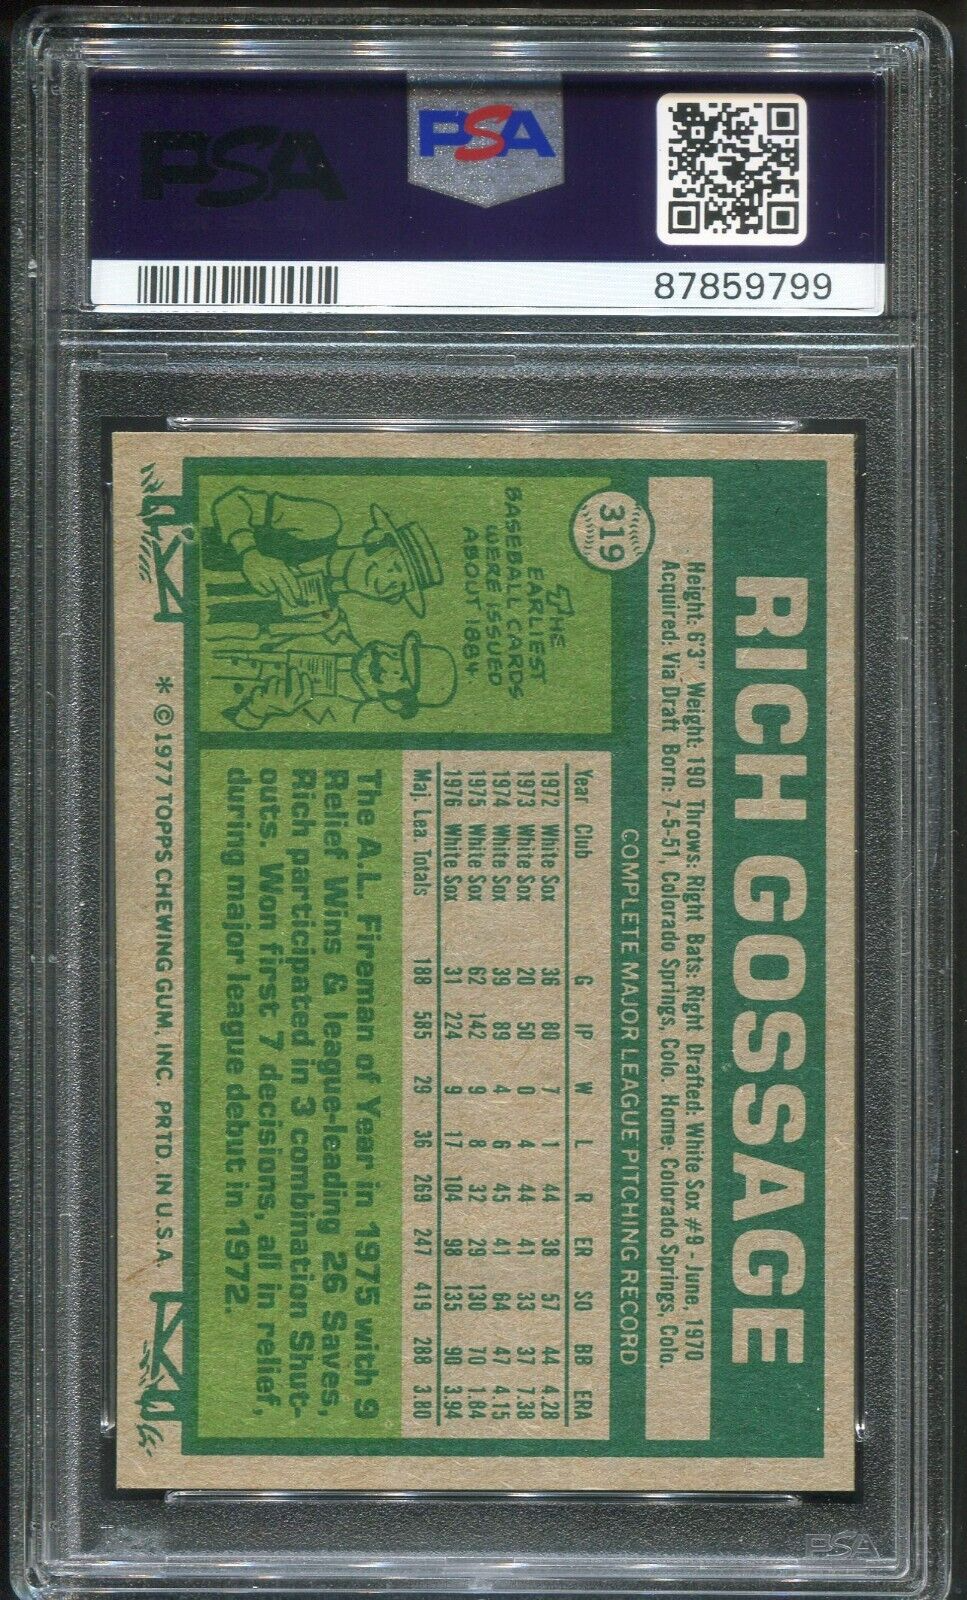 PSA
PSA
87859799
319
RICH GOSSAGE
Height: 6'3" Weight: 190 Throws: Right Bats: Right Drafted: White Sox #9 - June, 1970
Acquired: Via Draft Born: 7-5-51, Colorado Springs, Colo. Home: Colorado Springs, Colo.
COMPLETE MAJOR LEAGUE PITCHING RECORD
Year Club G IP W L R ER SO BB ERA
1972 White Sox 36 80 7 1 44 38 57 44 4.28
1973 White Sox 20 50 0 4 44 41 33 37 7.38
1974 White Sox 39 89 4 6 45 41 64 47 4.15
1975 White Sox 62 142 9 8 32 29 130 70 1.84
1976 White Sox 31 224 9 17 104 98 135 90 3.94
Maj. Lea. Totals 188 585 29 36 269 247 419 288 3.80
THE
EARLIEST
BASEBALL CARDS
WERE ISSUED
ABOUT 1884
The A.L. Fireman of Year in 1975 with 9
Relief Wins & league-leading 26 Saves,
Rich participated in 3 combination Shut-
outs. Won first 7 decisions, all in relief,
during major league debut in 1972.
* © 1977 TOPPS CHEWING GUM, INC. PRTD. IN U.S.A.
PSA